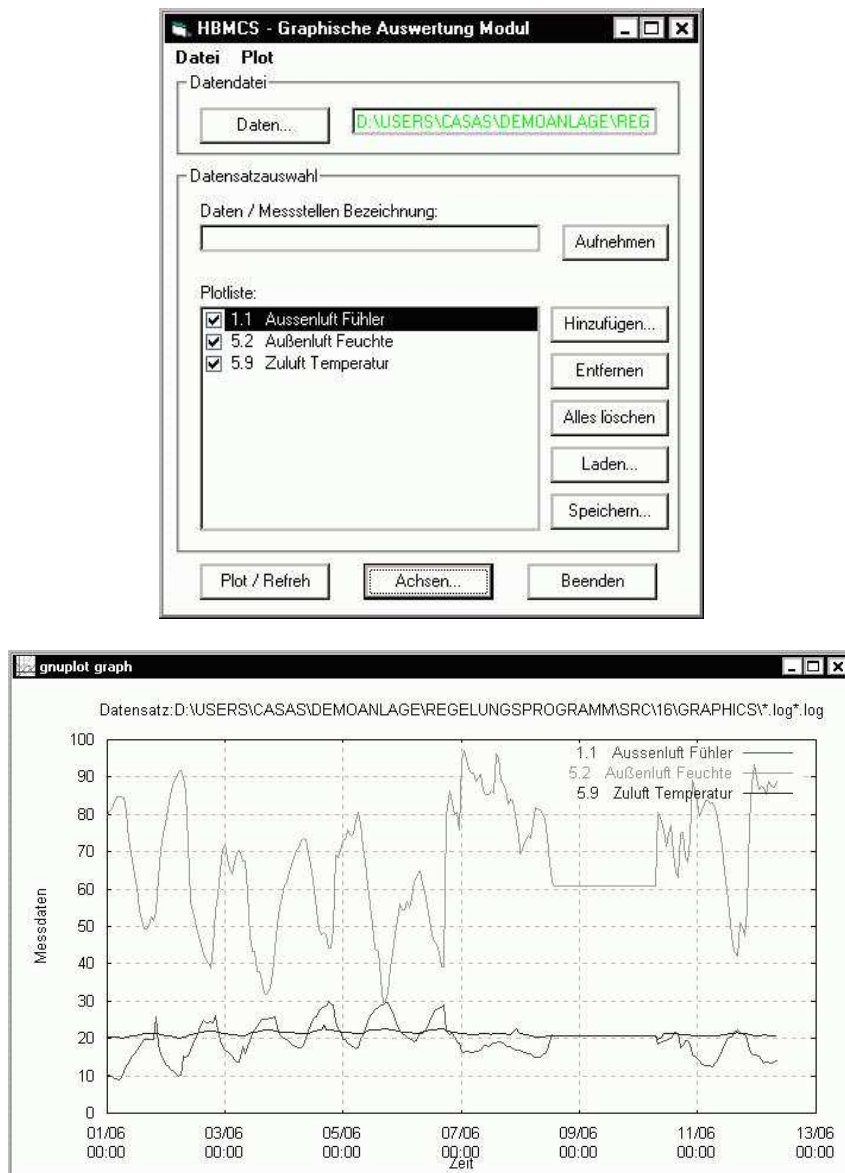 HBMCS - Graphische Auswertung Modul
Datei Plot
Datendatei
Daten... D:\USERS\CASAS\DEMOANLAGE\REG
Datensatzauswahl
Daten / Messstellen Bezeichnung:
Aufnehmen
Plotliste:
1.1 Aussenluft Fühler
5.2 Außenluft Feuchte
5.9 Zuluft Temperatur
Hinzufügen...
Entfernen
Alles löschen
Laden...
Speichern...
Plot / Refreh Achsen... Beenden
gnuplot graph
Datensatz:D:\USERS\CASAS\DEMOANLAGE\REGELUNGSPROGRAMM\SRC\16\GRAPHICS\*.log*.log
1.1 Aussenluft Fühler
5.2 Außenluft Feuchte
5.9 Zuluft Temperatur
100
90
80
70
60
50
40
30
20
10
0
Messdaten
01/06 03/06 05/06 07/06 09/06 11/06 13/06
00:00 00:00 00:00 00:00 00:00 00:00 00:00
Zeit